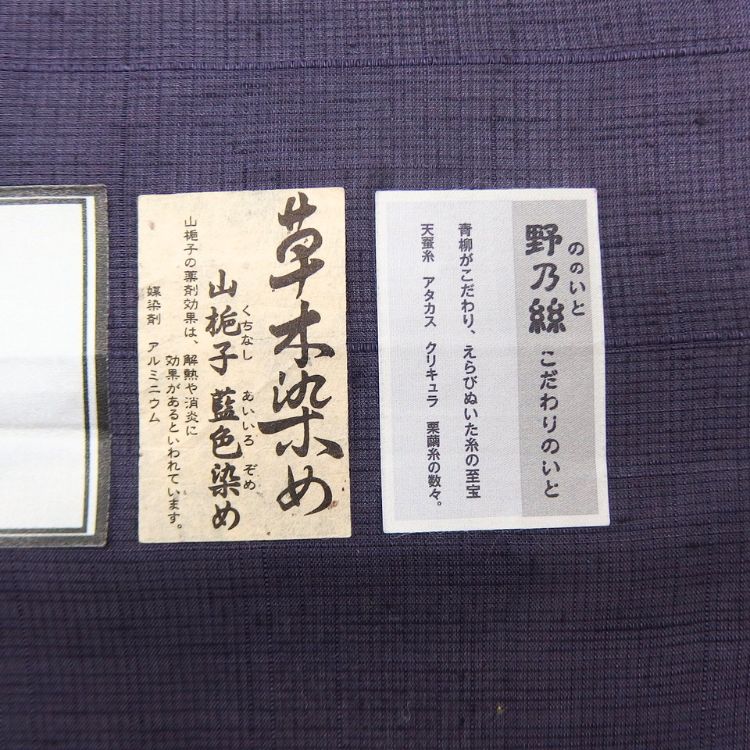 野乃絲 こだわりのいと
ののいと
青柳がこだわり、えらびぬいた糸の至宝
天蚕糸 アタカス クリキュラ 栗繭糸の数々。
草木染め
山梔子 藍色染め
くちなし あいいろ ぞめ
山梔子の薬剤効果は、解熱や消炎に
効果があるといわれています。
媒染剤 アルミニウム